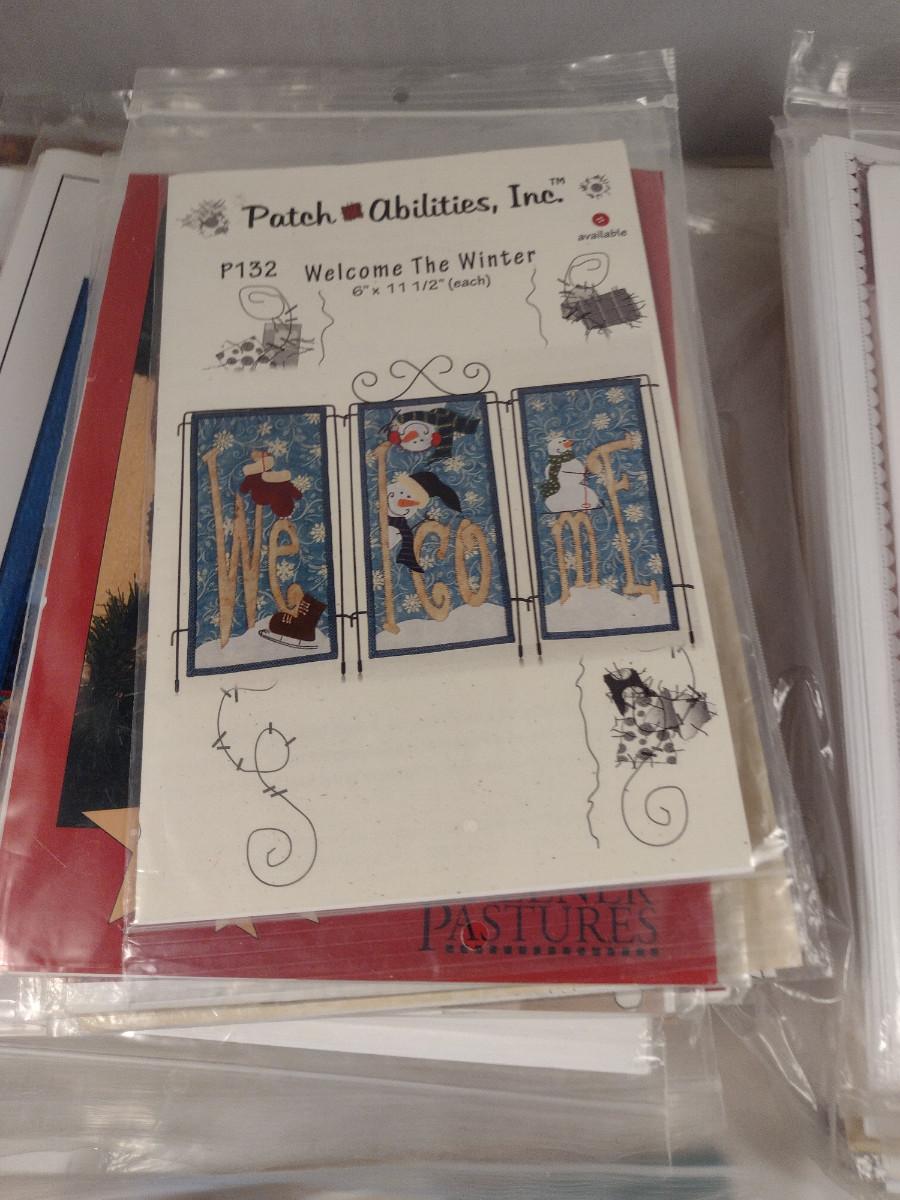 Patch Abilities, Inc.™
available
P132 Welcome The Winter
6" x 11 1/2" (each)
We lco mE
PASTURES